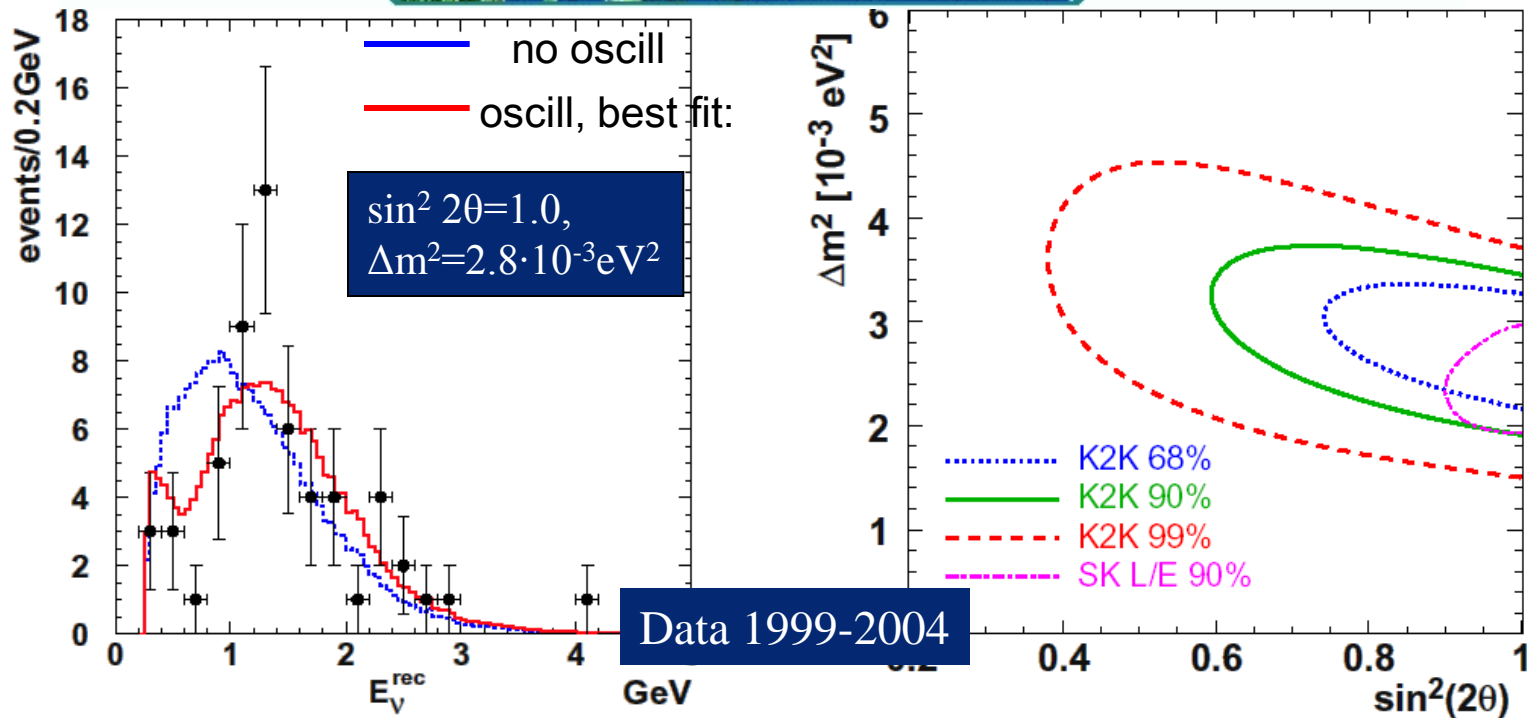 18
16
14
12
10
8
6
4
2
0
events/0.2GeV
no oscill
oscill, best fit:
sin² 2θ=1.0,
Δm²=2.8·10⁻³eV²
0 1 2 3 4
E_ν^rec GeV
Data 1999-2004
6
5
4
3
2
1
Δm² [10⁻³ eV²]
K2K 68%
K2K 90%
K2K 99%
SK L/E 90%
0.2 0.4 0.6 0.8 1
sin²(2θ)